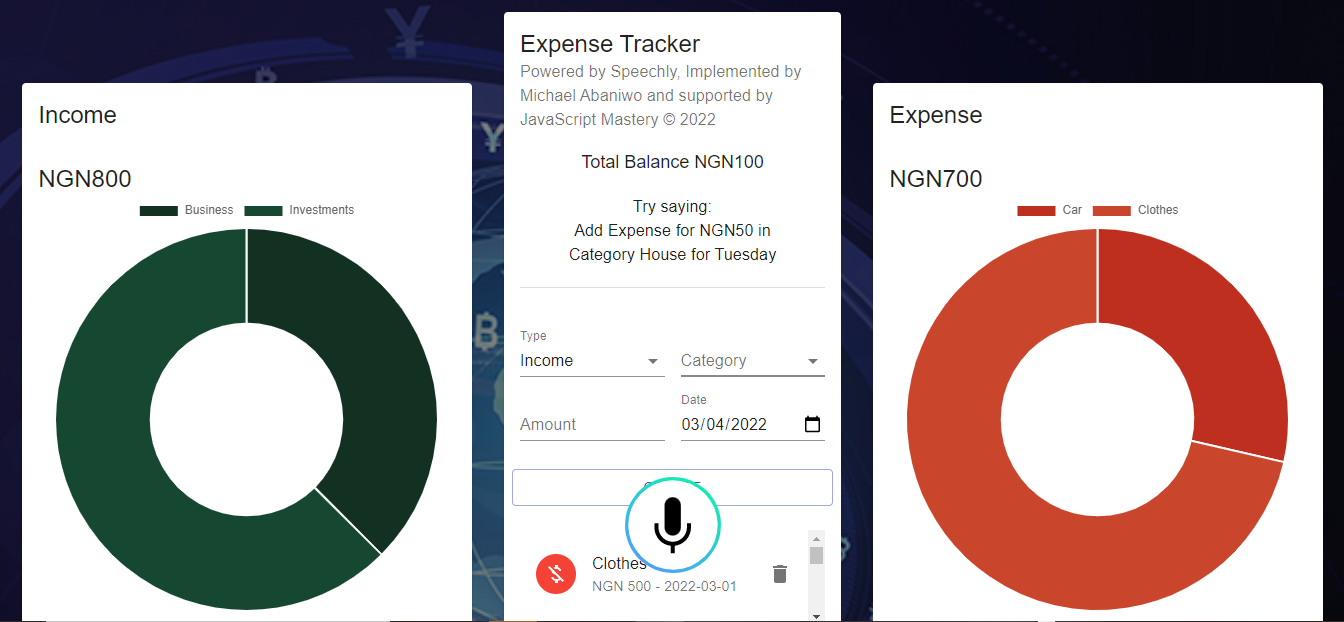 Income
NGN800
Business
Investments
Expense Tracker
Powered by Speechly, Implemented by
Michael Abaniwo and supported by
JavaScript Mastery © 2022
Total Balance NGN100
Try saying:
Add Expense for NGN50 in
Category House for Tuesday
Type
Income
Category
Amount
Date
03/04/2022
Clothes
NGN 500 - 2022-03-01
Expense
NGN700
Car
Clothes